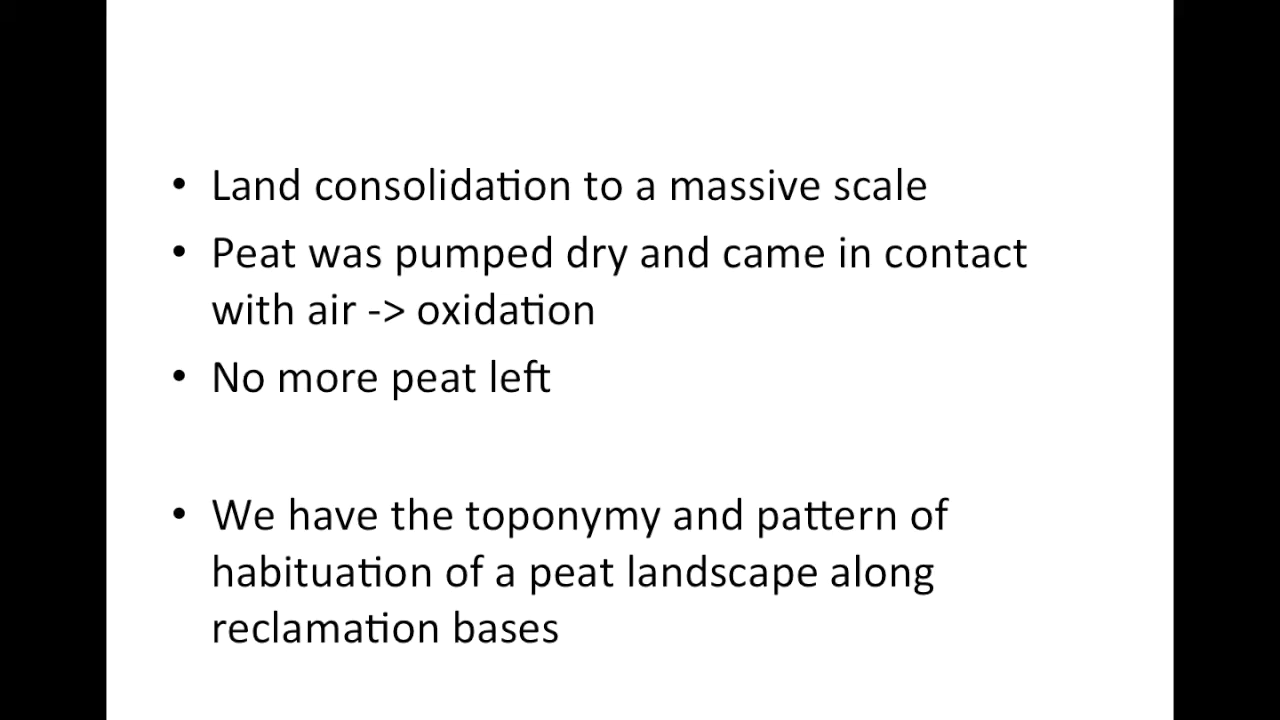 • Land consolidation to a massive scale
• Peat was pumped dry and came in contact
with air -> oxidation
• No more peat left
• We have the toponymy and pattern of
habituation of a peat landscape along
reclamation bases